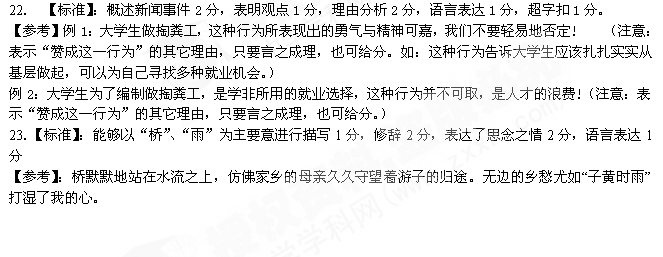 22. 【标准】：概述新闻事件 2 分，表明观点 1 分，理由分析 2 分，语言表达 1 分，超字扣 1 分。
【参考】例 1：大学生做掏粪工，这种行为所表现出的勇气与精神可嘉，我们不要轻易地否定！ （注意：
表示“赞成这一行为”的其它理由，只要言之成理，也可给分。如：这种行为告诉大学生应该扎扎实实从
基层做起，可以为自己寻找多种就业机会。）
例 2：大学生为了编制做掏粪工，是学非所用的就业选择，这种行为并不可取，是人才的浪费！（注意：表
示“赞成这一行为”的其它理由，只要言之成理，也可给分。）
23.【标准】：能够以“桥”、“雨”为主要意进行描写 1 分，修辞 2 分，表达了思念之情 2 分，语言表达 1
分
【参考】：桥默默地站在水流之上，仿佛家乡的母亲久久守望着游子的归途。无边的乡愁尤如“子黄时雨”
打湿了我的心。